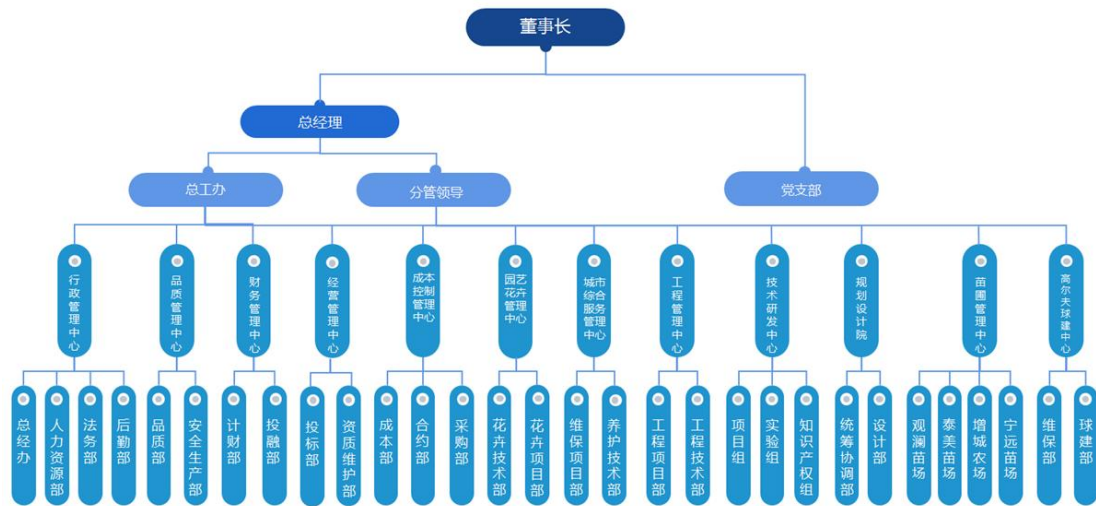 董事长
总经理
总工办
分管领导
党支部
行政管理中心
品质管理中心
财务管理中心
经营管理中心
成本控制管理中心
园艺花卉管理中心
城市综合服务管理中心
工程管理中心
技术研发中心
规划设计院
苗圃管理中心
高尔夫球建中心
总经办
人力资源部
法务部
后勤部
品质部
安全生产部
计财部
投融部
投标部
资质维护部
成本部
合约部
采购部
花卉技术部
花卉项目部
维保项目部
养护技术部
工程项目部
工程技术部
项目组
实验组
知识产权组
统筹协调部
设计部
观澜苗场
泰美苗场
增城农场
宁远苗场
维保部
球建部